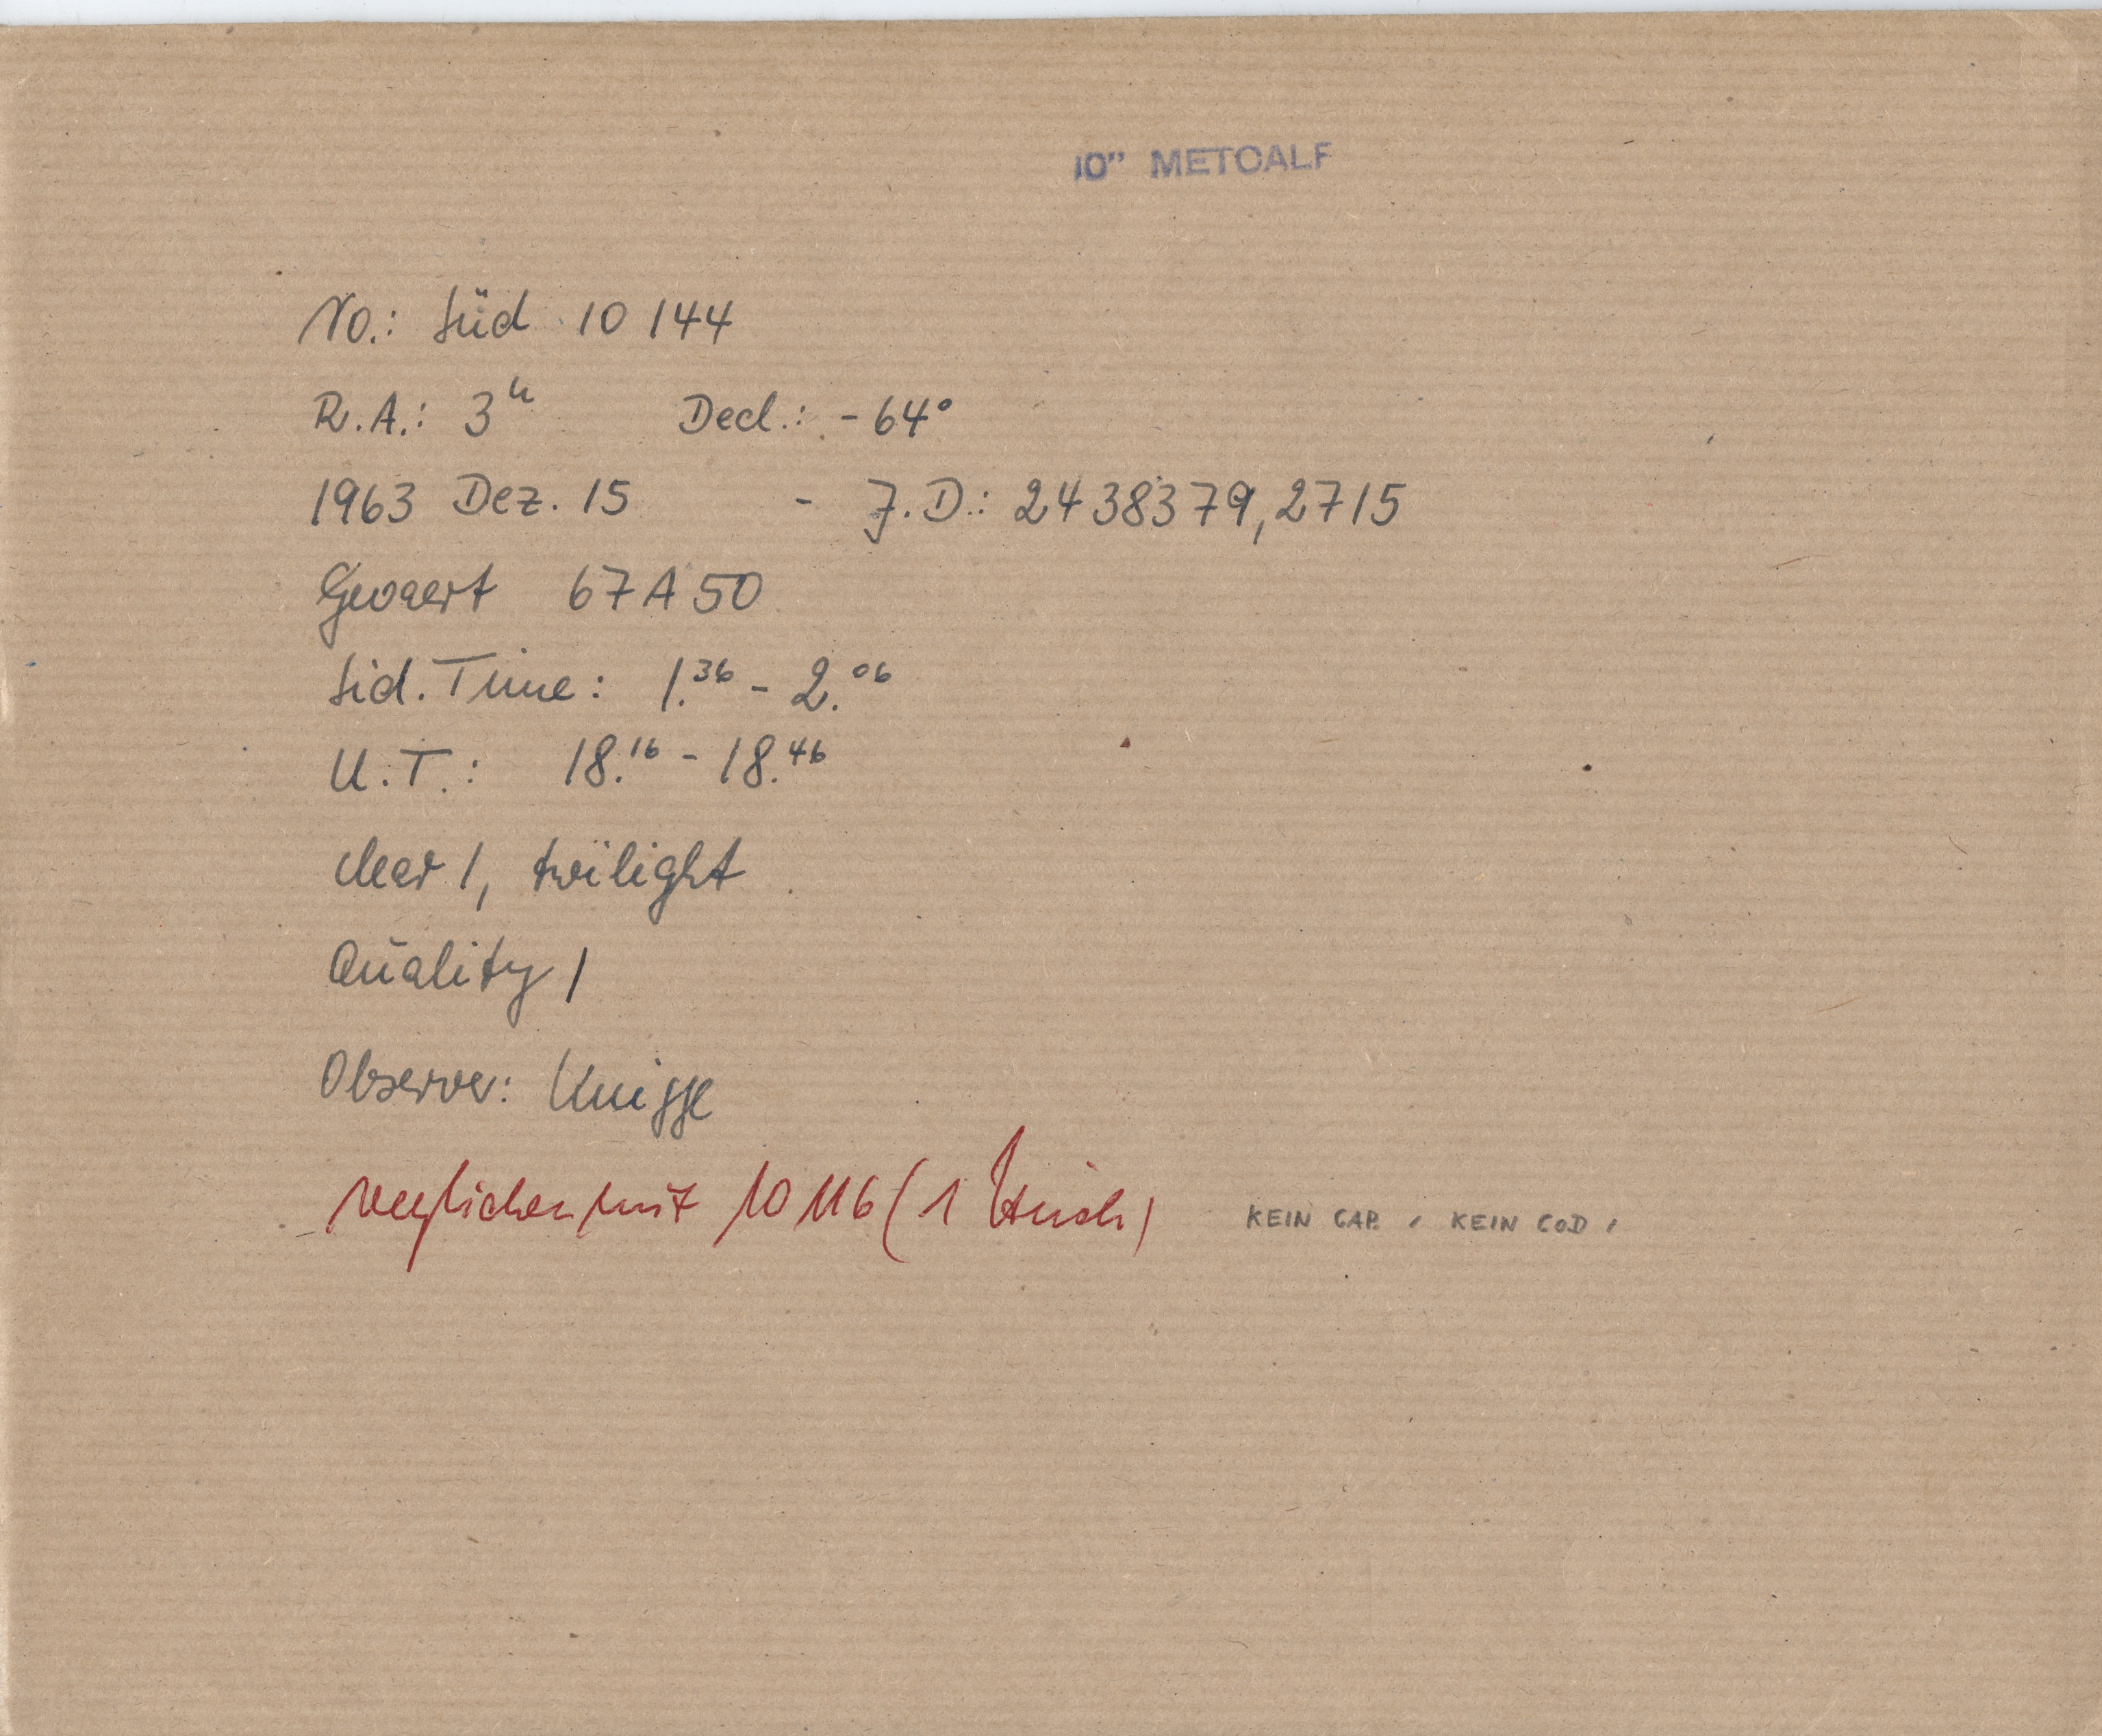 10" METCALF
No.: Süd 10 144
R.A.: 3h Decl.: -64°
1963 Dez. 15 - J.D.: 2438379,2715
Gevaert 67A50
Sid. Time: 1.36 - 2.06
U.T.: 18.16 - 18.46
clear 1, twilight
Quality 1
Observer: Knigge
verglichen mit 10 116 (1
KEIN CAP. , KEIN COD ,